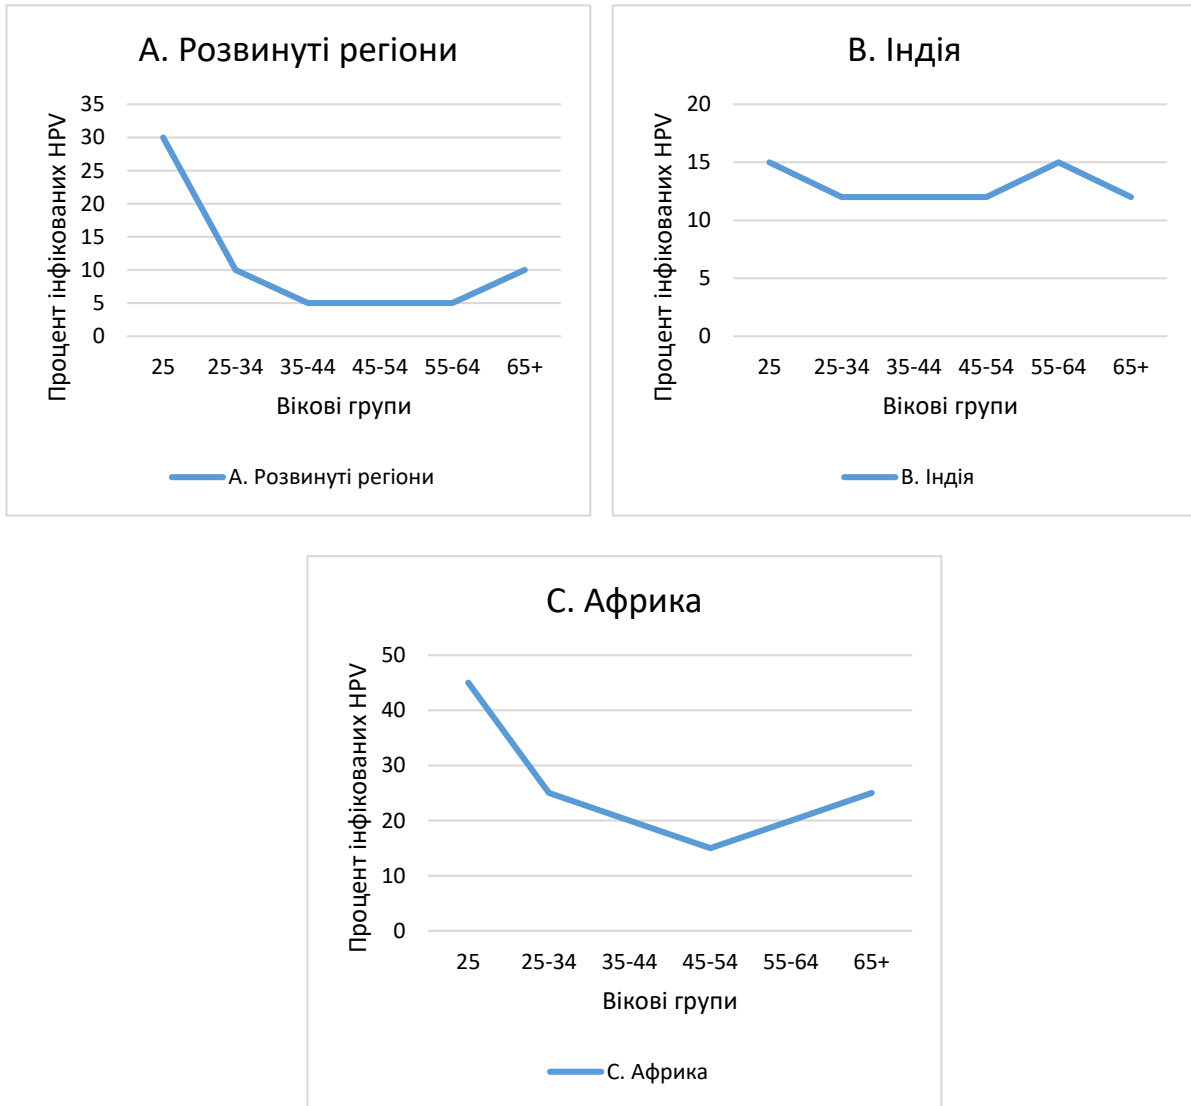 А. Розвинуті регіони
Процент інфікованих HPV
35
30
25
20
15
10
5
0
25 25-34 35-44 45-54 55-64 65+
Вікові групи
А. Розвинуті регіони
В. Індія
Процент інфікованих HPV
20
15
10
5
0
25 25-34 35-44 45-54 55-64 65+
Вікові групи
В. Індія
С. Африка
Процент інфікованих HPV
50
40
30
20
10
0
25 25-34 35-44 45-54 55-64 65+
Вікові групи
С. Африка